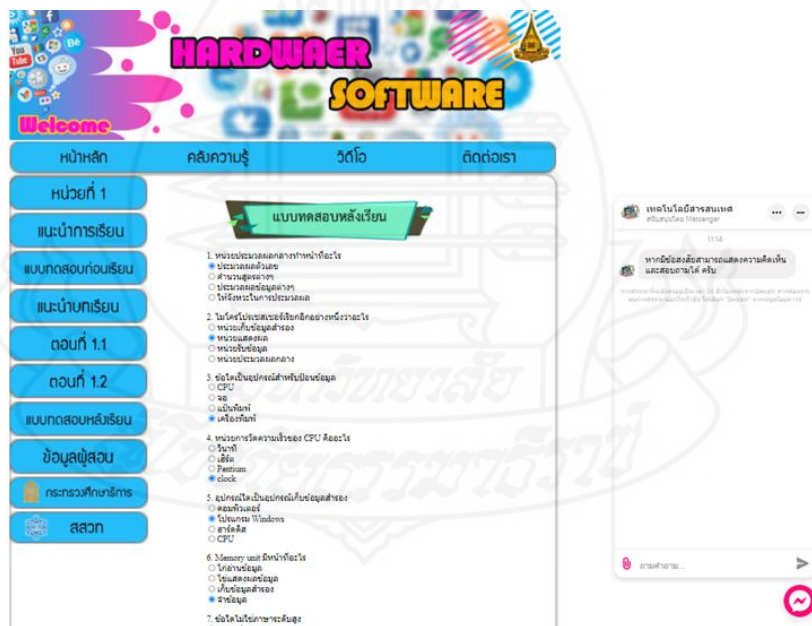 HARDWAER
SOFTWARE
Welcome
หน้าหลัก คลังความรู้ วิดีโอ ติดต่อเรา
หน่วยที่ 1
แนะนำการเรียน
แบบทดสอบก่อนเรียน
แนะนำบทเรียน
ตอนที่ 1.1
ตอนที่ 1.2
แบบทดสอบหลังเรียน
ข้อมูลผู้สอน
กระทรวงศึกษาธิการ
สสวท
แบบทดสอบหลังเรียน
1. หน่วยประมวลผลกลางทำหน้าที่อะไร
ประมวลผลตัวเลข
คำนวนสูตรต่างๆ
ประมวลผลข้อมูลต่างๆ
ให้จังหวะในการประมวลผล
2. ไมโครโปรเซสเซอร์เรียกอีกอย่างหนึ่งว่าอะไร
หน่วยเก็บข้อมูลสำรอง
หน่วยแสดงผล
หน่วยรับข้อมูล
หน่วยประมวลผลกลาง
3. ข้อใดเป็นอุปกรณ์สำหรับป้อนข้อมูล
CPU
จอ
แป้นพิมพ์
เครื่องพิมพ์
4. หน่วยการวัดความเร็วของ CPU คืออะไร
วินาที
เฮิร์ต
Pentium
clock
5. อุปกรณ์ใดเป็นอุปกรณ์เก็บข้อมูลสำรอง
คอมพิวเตอร์
โปรแกรม Windows
ฮาร์ดดิส
CPU
6. Memory unit มีหน้าที่อะไร
ไว้อ่านข้อมูล
ไว้แสดงผลข้อมูล
เก็บข้อมูลสำรอง
จำข้อมูล
7. ข้อใดไม่ใช่ภาษาระดับสูง
เทคโนโลยีสารสนเทศ
สนับสนุนโดย Messenger
11:14
หากมีข้อสงสัยสามารถแสดงความคิดเห็น
และสอบถามได้ ครับ
ถามคำถาม...